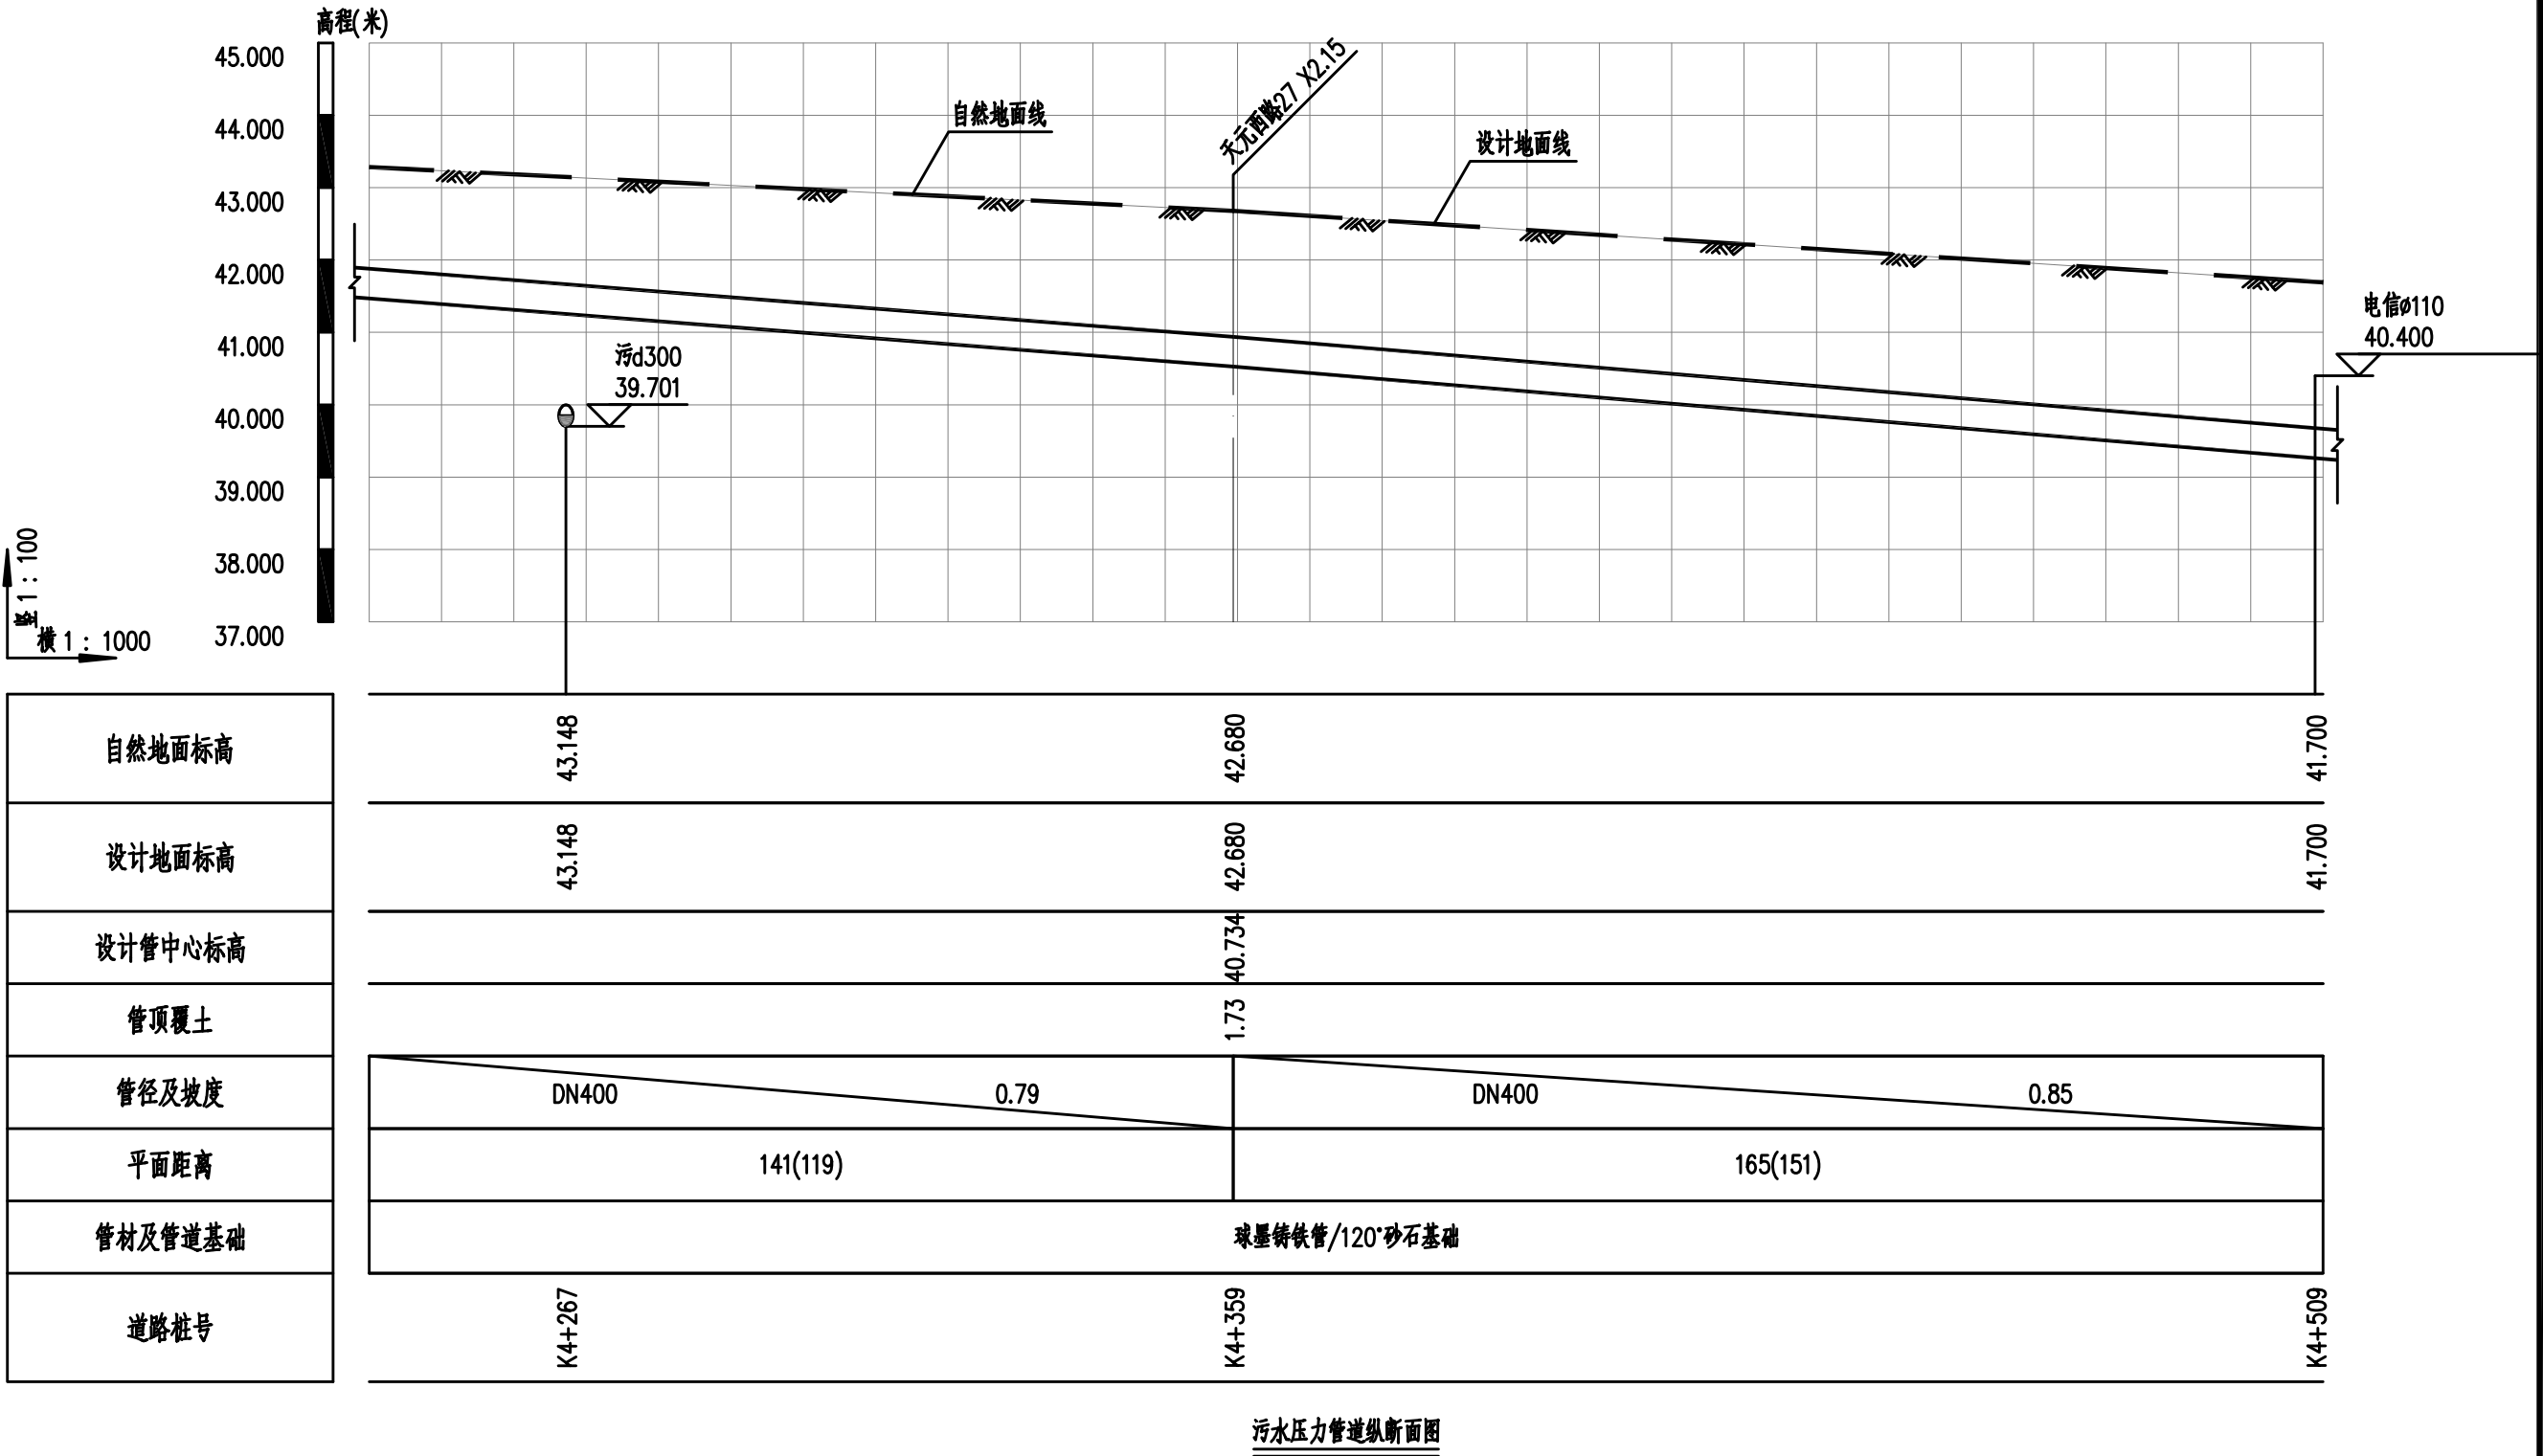 高程(米)
45.000
44.000
43.000
42.000
41.000
40.000
39.000
38.000
37.000
竖 1 : 100
横 1 : 1000
自然地面线
天元西路27 X2.15
设计地面线
污d300
39.701
电信ø110
40.400
自然地面标高
43.148
42.680
41.700
设计地面标高
43.148
42.680
41.700
设计管中心标高
40.734
管顶覆土
1.73
管径及坡度
DN400
0.79
DN400
0.85
平面距离
141(119)
165(151)
管材及管道基础
球墨铸铁管/120°砂石基础
道路桩号
K4+267
K4+359
K4+509
污水压力管道纵断面图